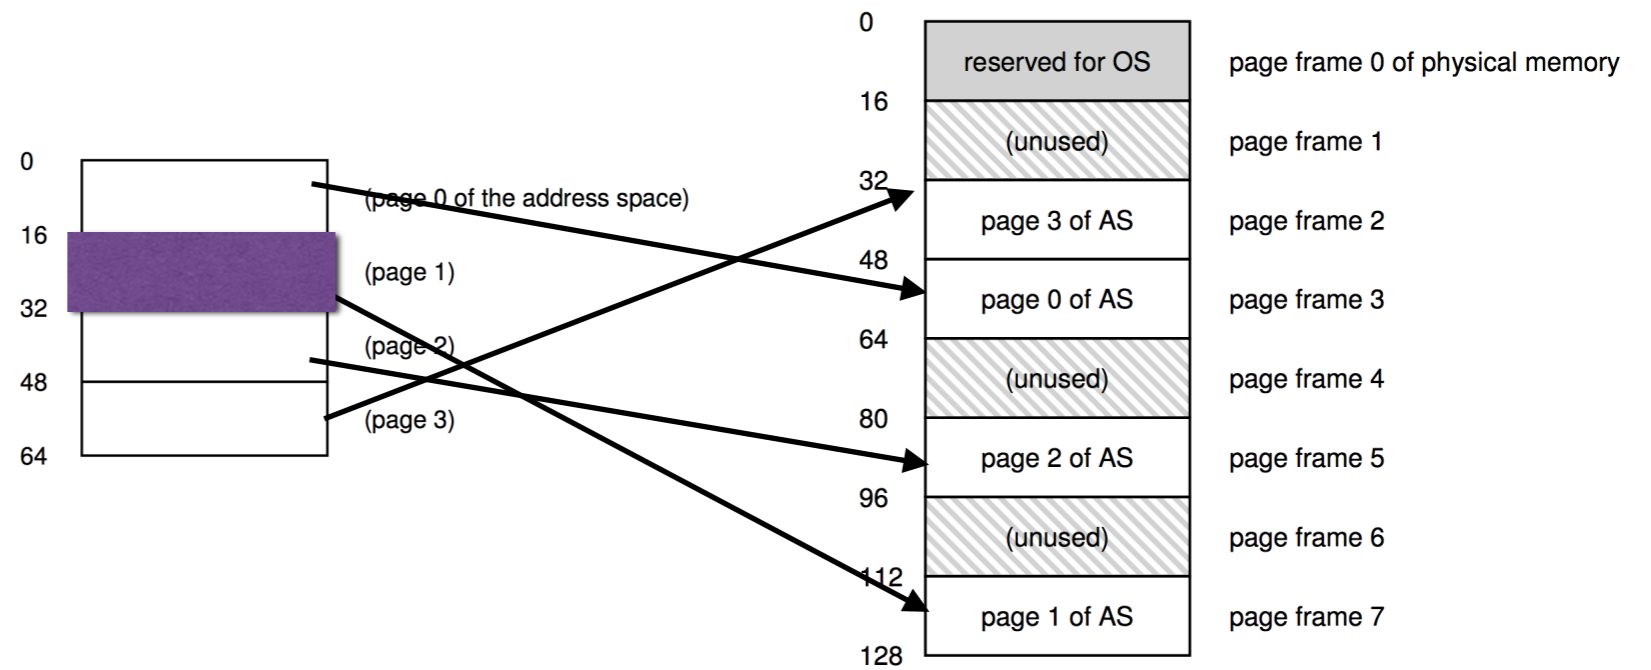 0
16
32
48
64
(page 0 of the address space)
(page 1)
(page 2)
(page 3)
0
16
32
48
64
80
96
112
128
reserved for OS
page frame 0 of physical memory
(unused)
page frame 1
page 3 of AS
page frame 2
page 0 of AS
page frame 3
(unused)
page frame 4
page 2 of AS
page frame 5
(unused)
page frame 6
page 1 of AS
page frame 7